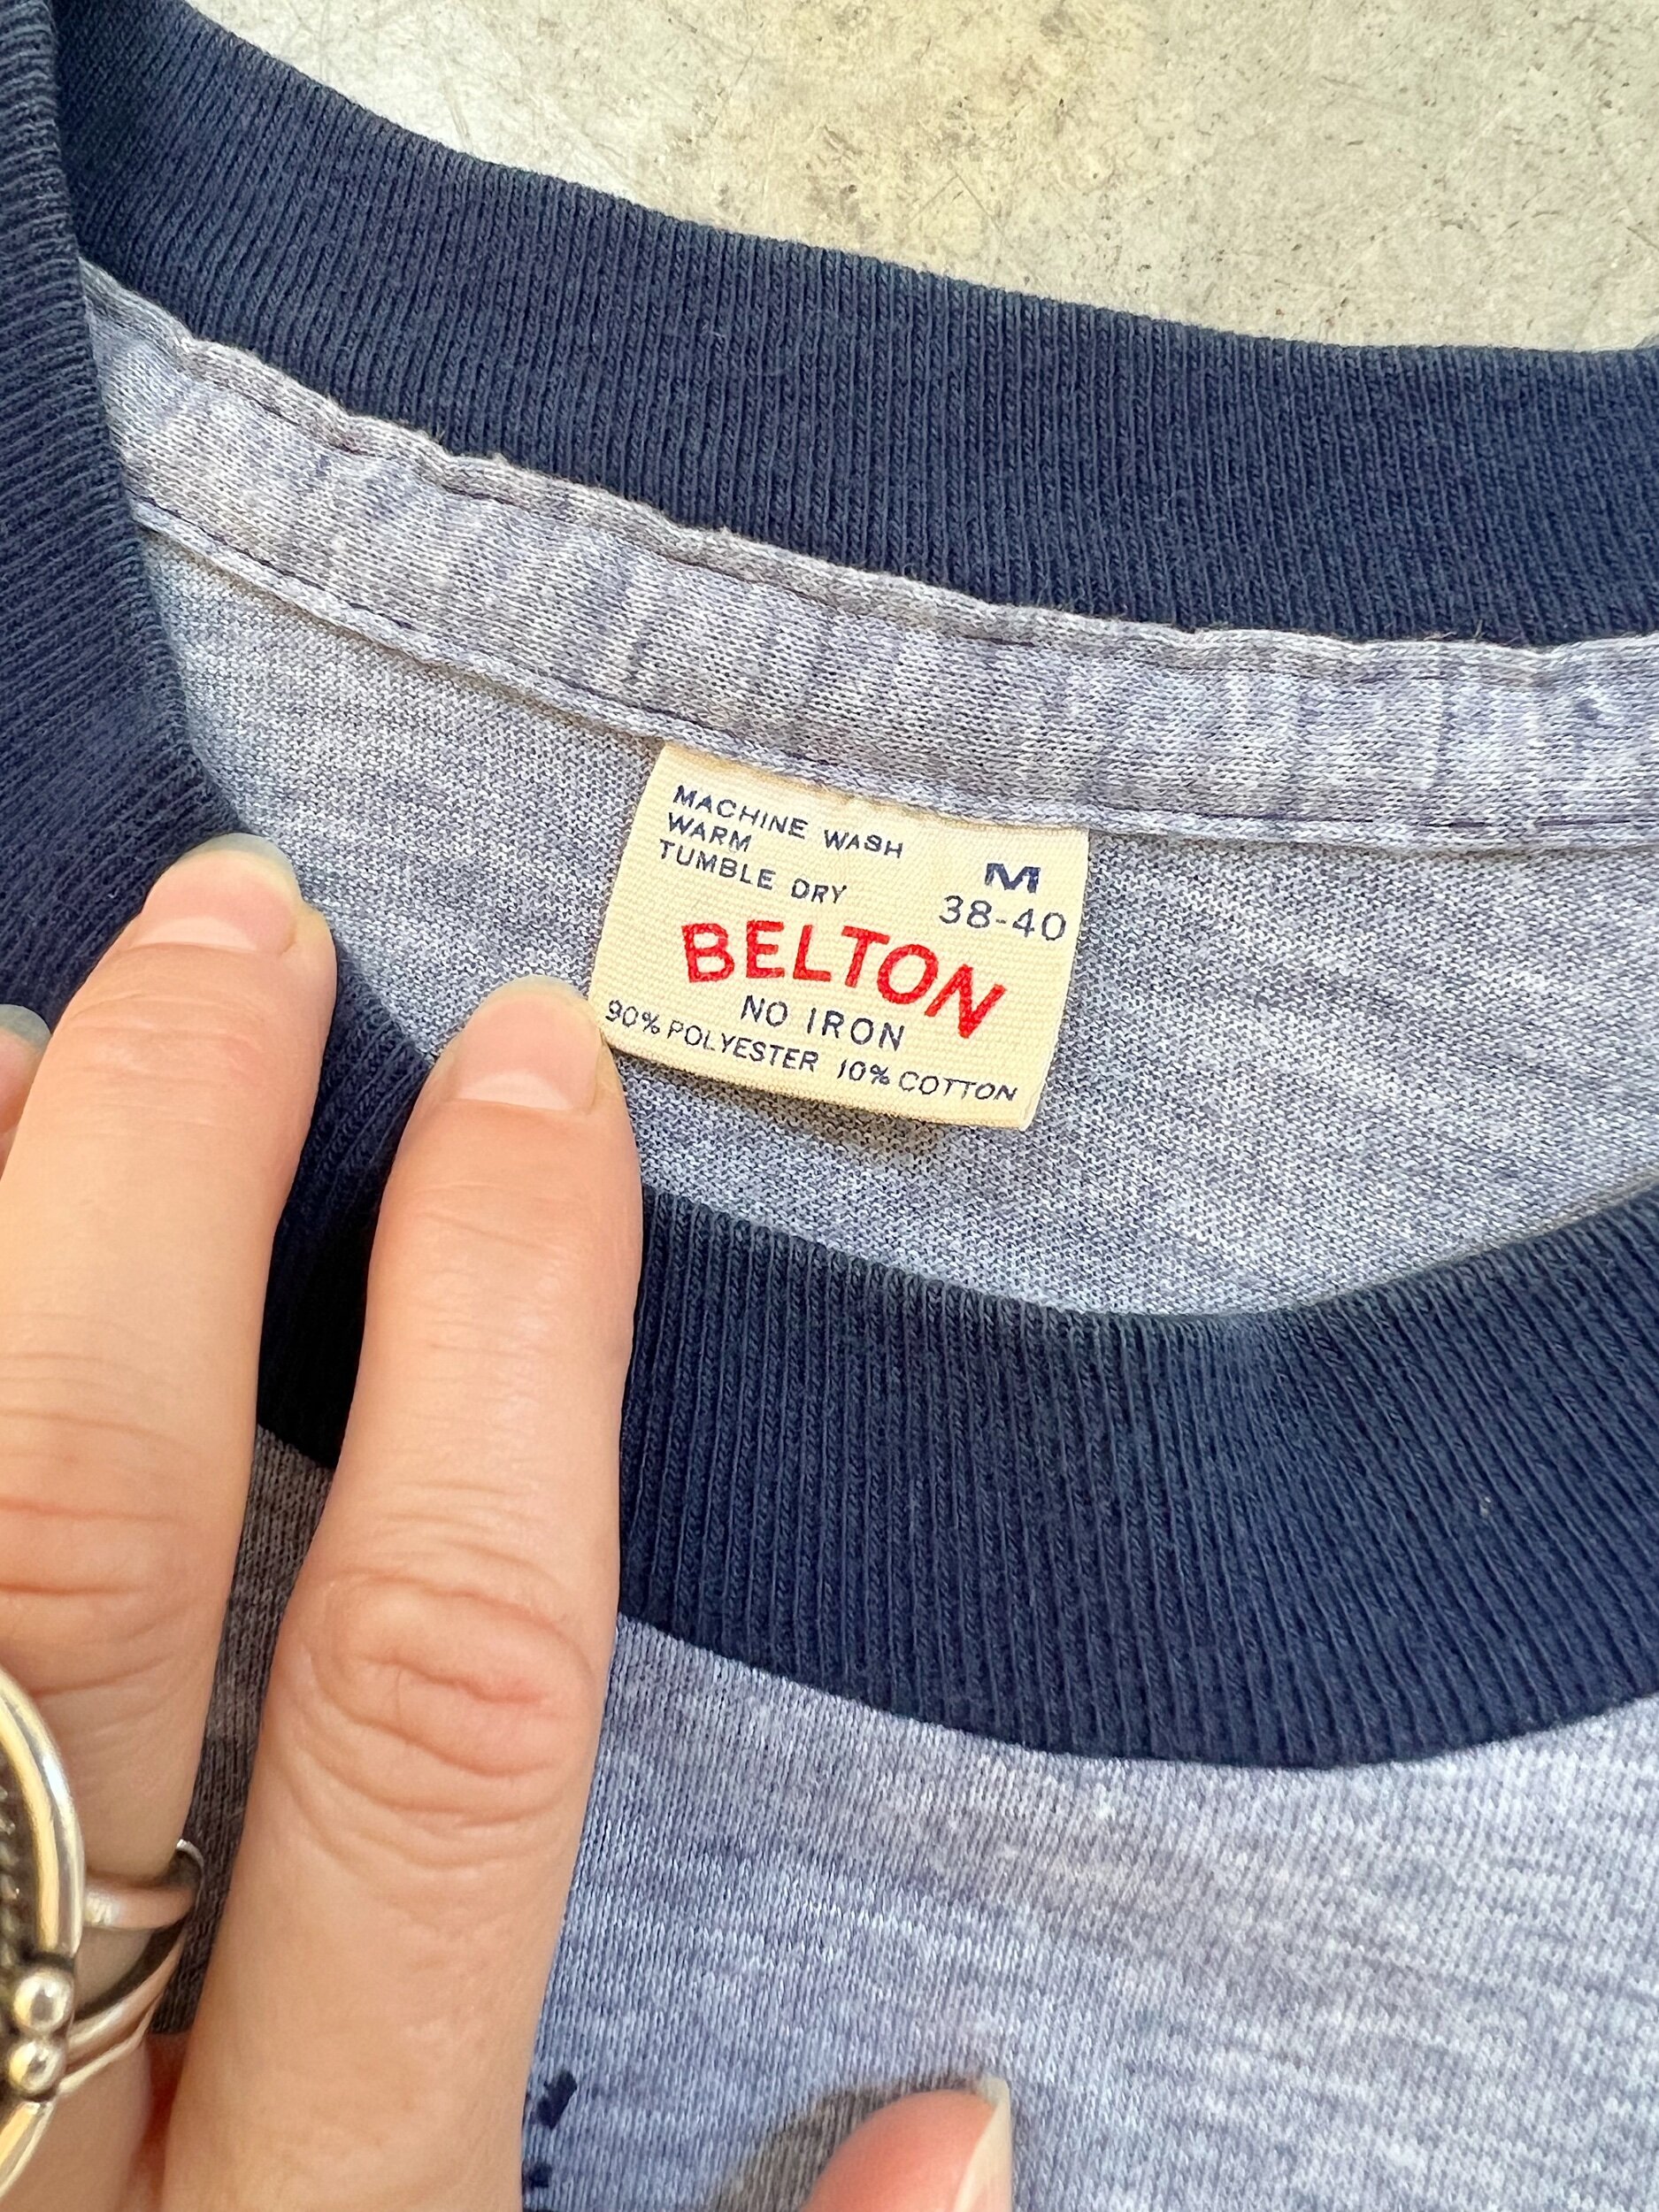 MACHINE WASH
WARM
TUMBLE DRY
M
38-40
BELTON
NO IRON
90% POLYESTER 10% COTTON